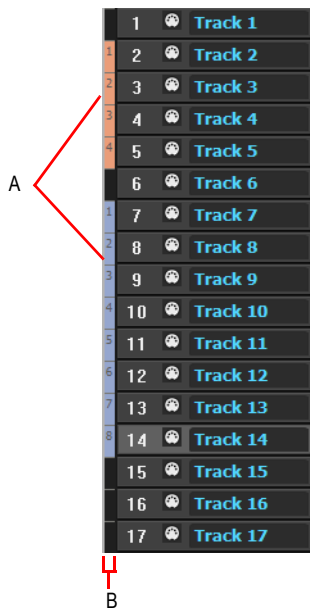 1 Track 1
1 2 Track 2
2 3 Track 3
3 4 Track 4
4 5 Track 5
6 Track 6
1 7 Track 7
2 8 Track 8
3 9 Track 9
4 10 Track 10
5 11 Track 11
6 12 Track 12
7 13 Track 13
8 14 Track 14
15 Track 15
16 Track 16
17 Track 17
A
B